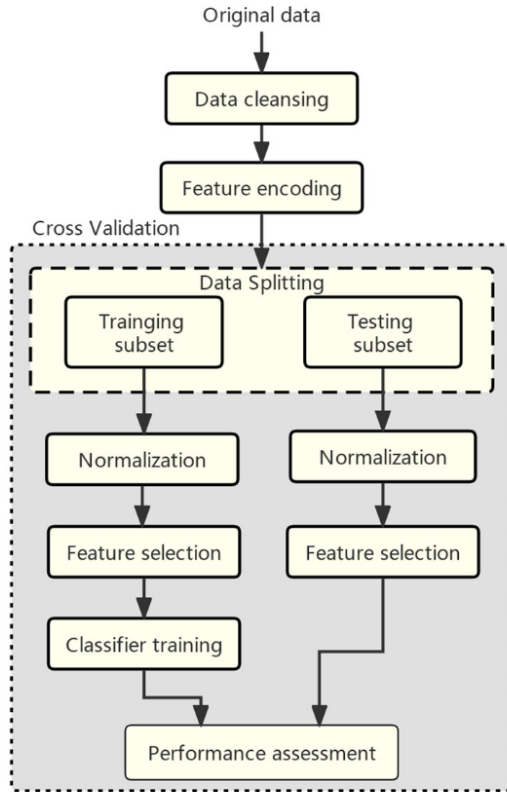 Original data
Data cleansing
Feature encoding
Cross Validation
Data Splitting
Trainging
subset
Testing
subset
Normalization
Normalization
Feature selection
Feature selection
Classifier training
Performance assessment